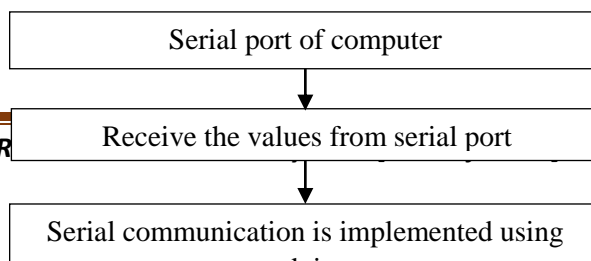 Serial port of computer
Receive the values from serial port
R
Serial communication is implemented using